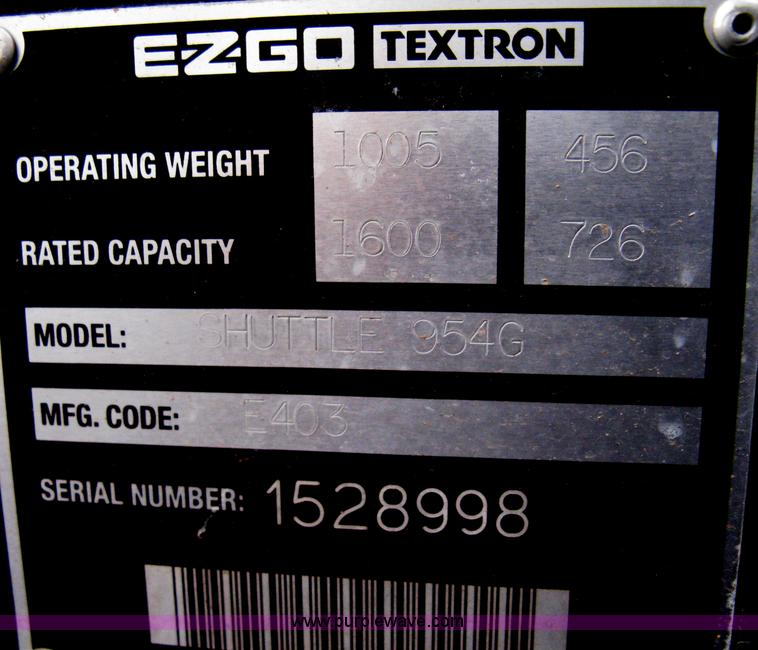 E-Z-GO TEXTRON
OPERATING WEIGHT 1005 456
RATED CAPACITY 1600 726
MODEL: SHUTTLE 954G
MFG. CODE: E403
SERIAL NUMBER: 1528998
www.purplewave.com